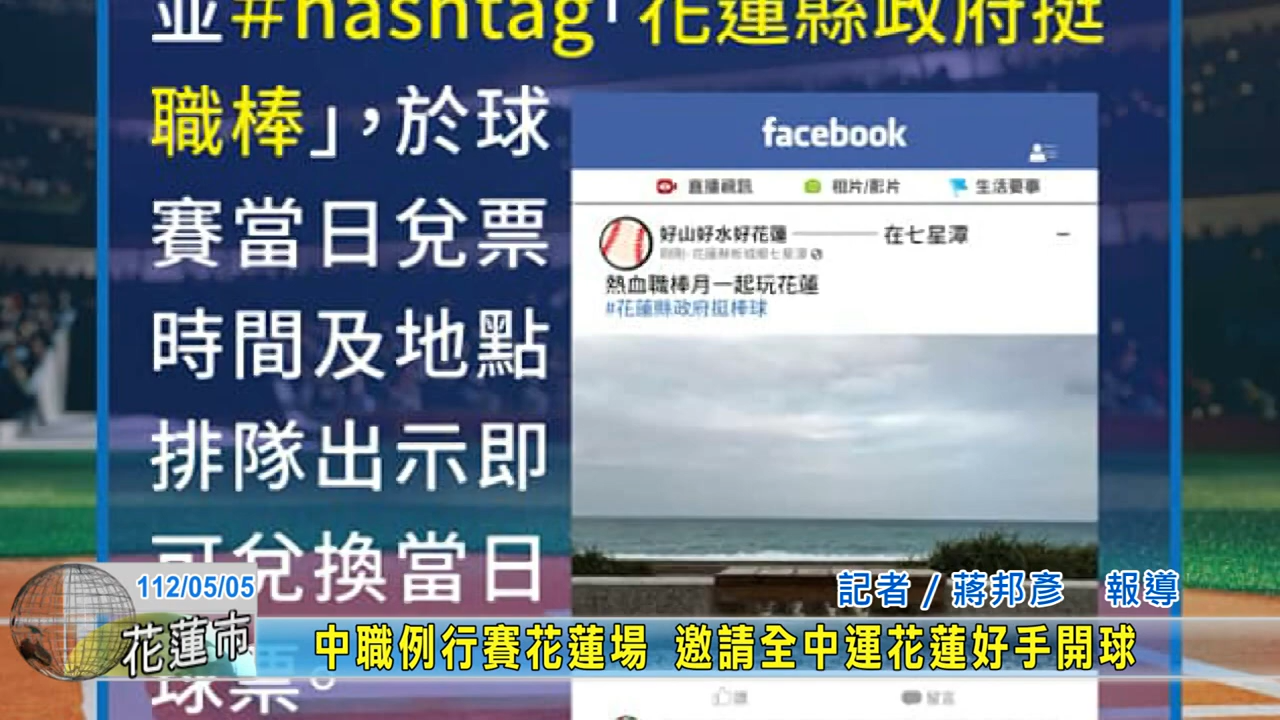 並#hashtag「花蓮縣政府挺
職棒」，於球
賽當日兌票
時間及地點
排隊出示即
可兌換當日
球票。
facebook
直播視訊 相片/影片 生活要事
好山好水好花蓮 在七星潭
熱血職棒月一起玩花蓮
#花蓮縣政府挺棒球
留言
記者／蔣邦彥 報導
112/05/05
花蓮市
中職例行賽花蓮場 邀請全中運花蓮好手開球